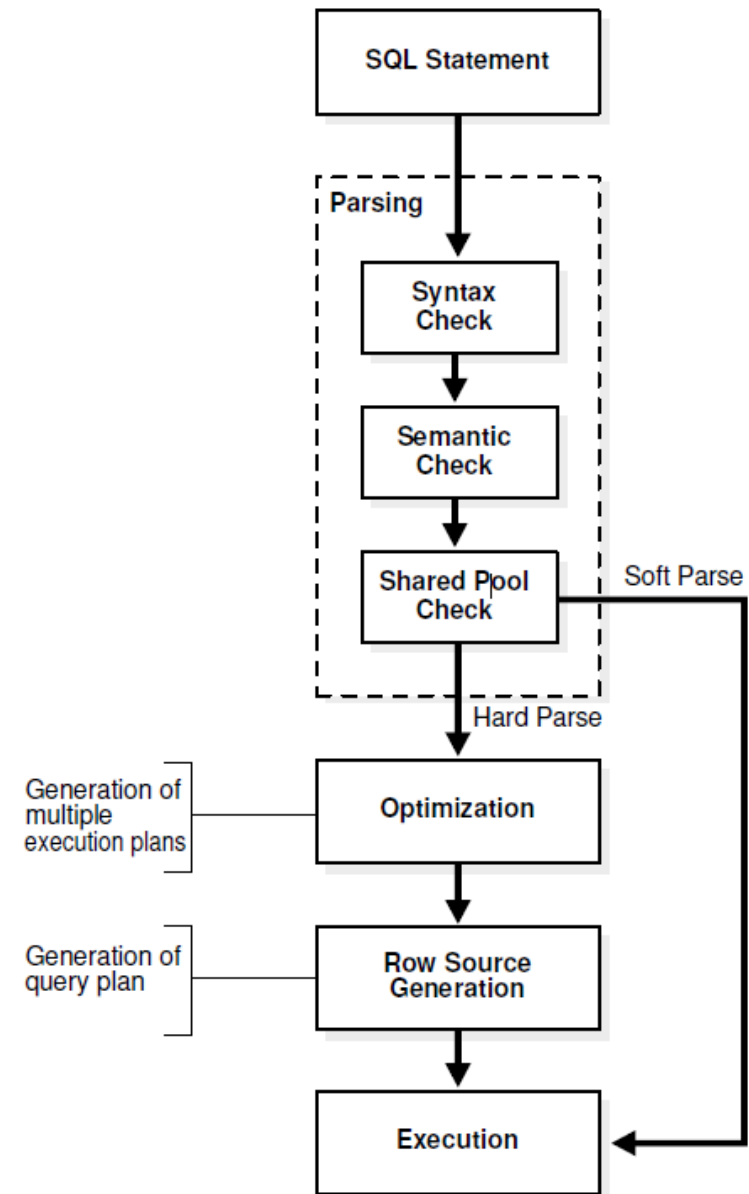 SQL Statement
Parsing
Syntax
Check
Semantic
Check
Shared Pool
Check
Soft Parse
Hard Parse
Generation of
multiple
execution plans
Optimization
Generation of
query plan
Row Source
Generation
Execution